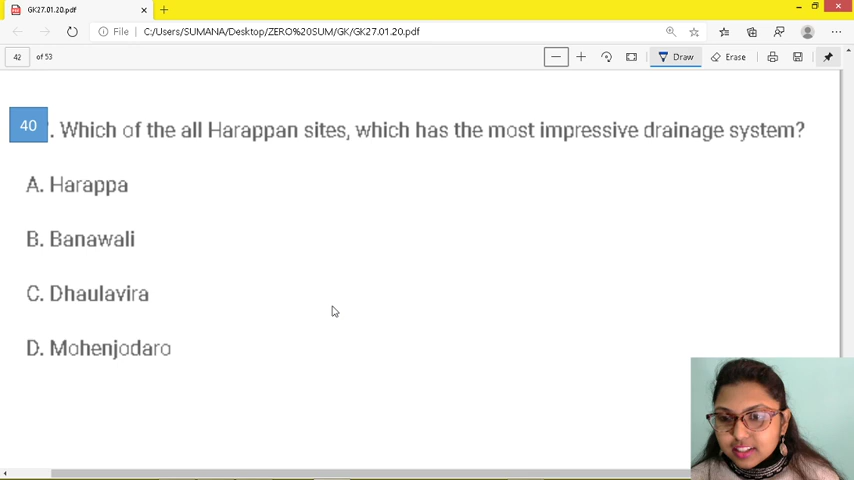 GK27.01.20.pdf
File
C:/Users/SUMANA/Desktop/ZERO%20SUM/GK/GK27.01.20.pdf
42 of 53
Draw
Erase
40 . Which of the all Harappan sites, which has the most impressive drainage system?
A. Harappa
B. Banawali
C. Dhaulavira
D. Mohenjodaro